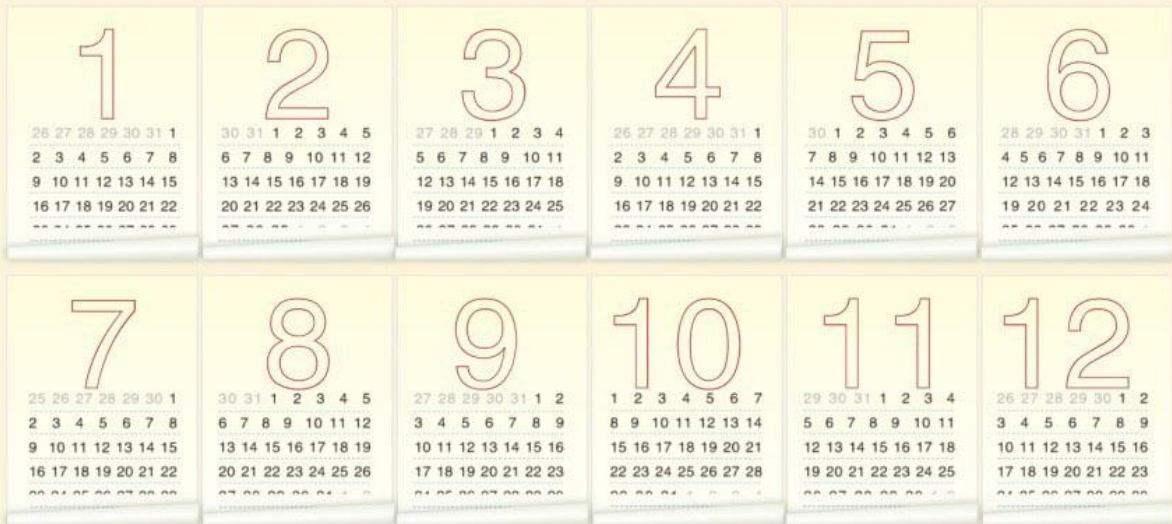 1
26 27 28 29 30 31 1
2 3 4 5 6 7 8
9 10 11 12 13 14 15
16 17 18 19 20 21 22
2
30 31 1 2 3 4 5
6 7 8 9 10 11 12
13 14 15 16 17 18 19
20 21 22 23 24 25 26
3
27 28 29 1 2 3 4
5 6 7 8 9 10 11
12 13 14 15 16 17 18
19 20 21 22 23 24 25
4
26 27 28 29 30 31 1
2 3 4 5 6 7 8
9 10 11 12 13 14 15
16 17 18 19 20 21 22
5
30 1 2 3 4 5 6
7 8 9 10 11 12 13
14 15 16 17 18 19 20
21 22 23 24 25 26 27
6
28 29 30 31 1 2 3
4 5 6 7 8 9 10 11
12 13 14 15 16 17 18
19 20 21 22 23 24
7
25 26 27 28 29 30 1
2 3 4 5 6 7 8
9 10 11 12 13 14 15
16 17 18 19 20 21 22
8
30 31 1 2 3 4 5
6 7 8 9 10 11 12
13 14 15 16 17 18 19
20 21 22 23 24 25 26
9
27 28 29 30 31 1 2
3 4 5 6 7 8 9
10 11 12 13 14 15 16
17 18 19 20 21 22 23
10
1 2 3 4 5 6 7
8 9 10 11 12 13 14
15 16 17 18 19 20 21
22 23 24 25 26 27 28
11
29 30 31 1 2 3 4
5 6 7 8 9 10 11
12 13 14 15 16 17 18
19 20 21 22 23 24 25
12
26 27 28 29 30 1 2
3 4 5 6 7 8 9
10 11 12 13 14 15 16
17 18 19 20 21 22 23